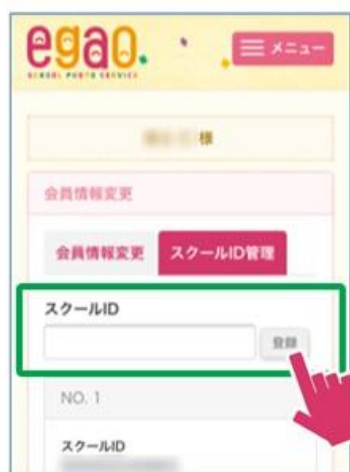 egao.
SCHOOL PHOTO SERVICE
メニュー
様
会員情報変更
会員情報変更
スクールID管理
スクールID
登録
NO. 1
スクールID